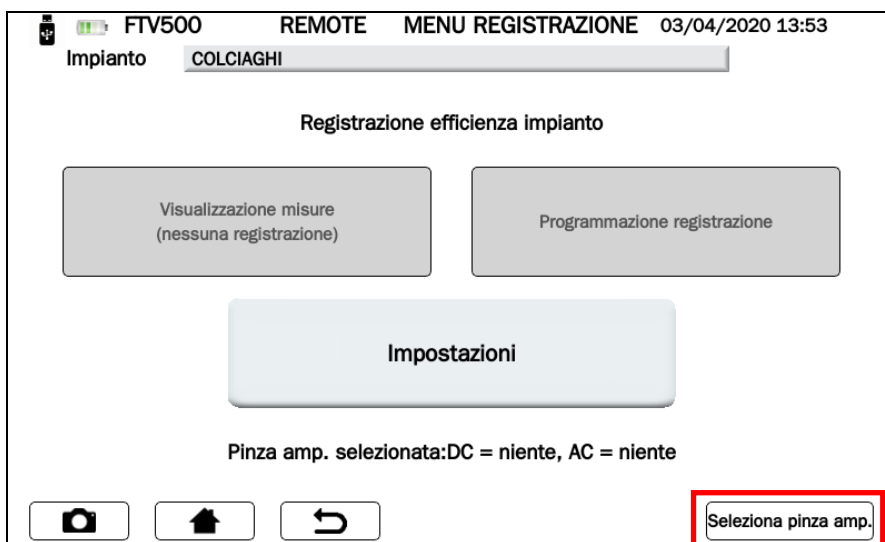 FTV500 REMOTE MENU REGISTRAZIONE 03/04/2020 13:53
Impianto COLCIAGHI
Registrazione efficienza impianto
Visualizzazione misure
(nessuna registrazione)
Programmazione registrazione
Impostazioni
Pinza amp. selezionata:DC = niente, AC = niente
Seleziona pinza amp.